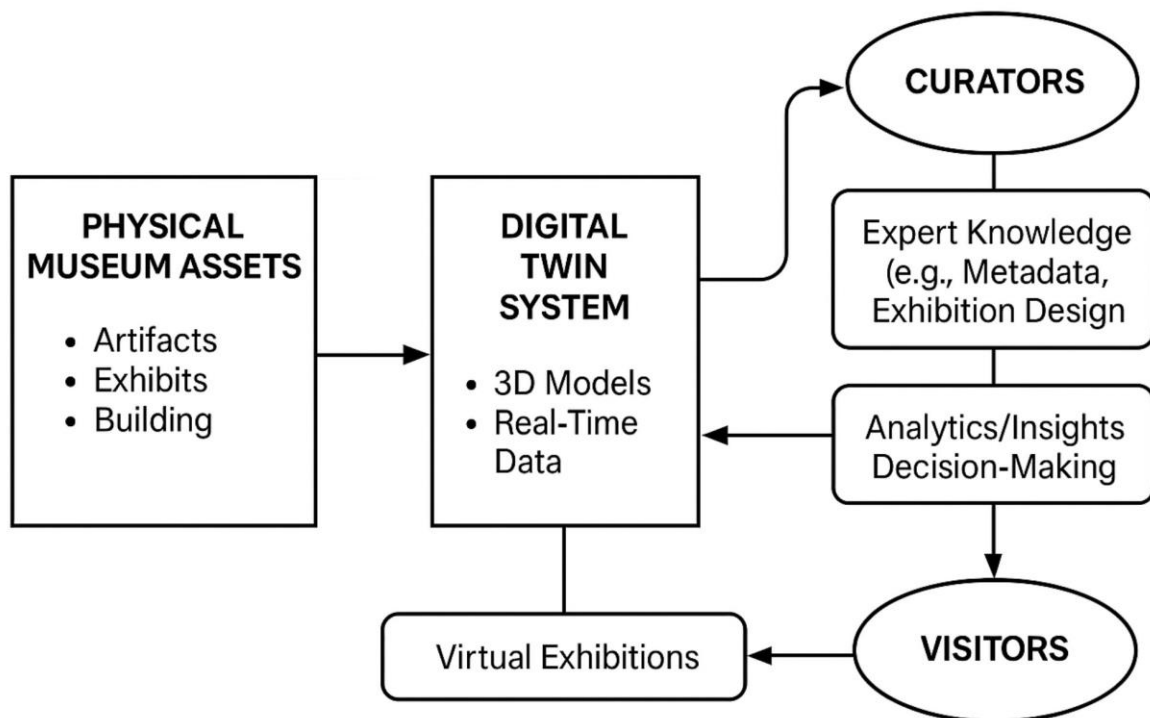 PHYSICAL
MUSEUM ASSETS
• Artifacts
• Exhibits
• Building
DIGITAL
TWIN
SYSTEM
• 3D Models
• Real-Time
Data
CURATORS
Expert Knowledge
(e.g., Metadata,
Exhibition Design
Analytics/Insights
Decision-Making
VISITORS
Virtual Exhibitions